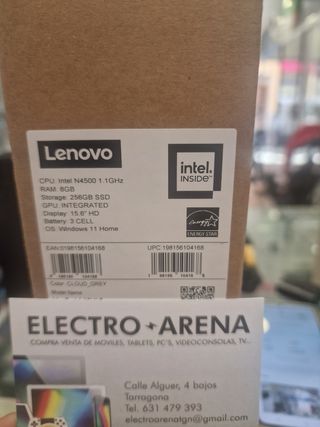 Lenovo
intel.
INSIDE™
CPU: Intel N4500 1.1GHz
RAM: 8GB
Storage: 256GB SSD
GPU: INTEGRATED
Display: 15.6" HD
Battery: 3 CELL
OS: Windows 11 Home
ENERGY STAR
EAN:0198156104168
UPC:198156104168
Color: CLOUD_GREY
ELECTRO ARENA
COMPRA VENTA DE MOVILES, TABLETS, PC'S, VIDEOCONSOLAS, TV...
Calle Alguer, 4 bajos
Tarragona
Tel. 631 479 393
electroarenatgn@gmail.com